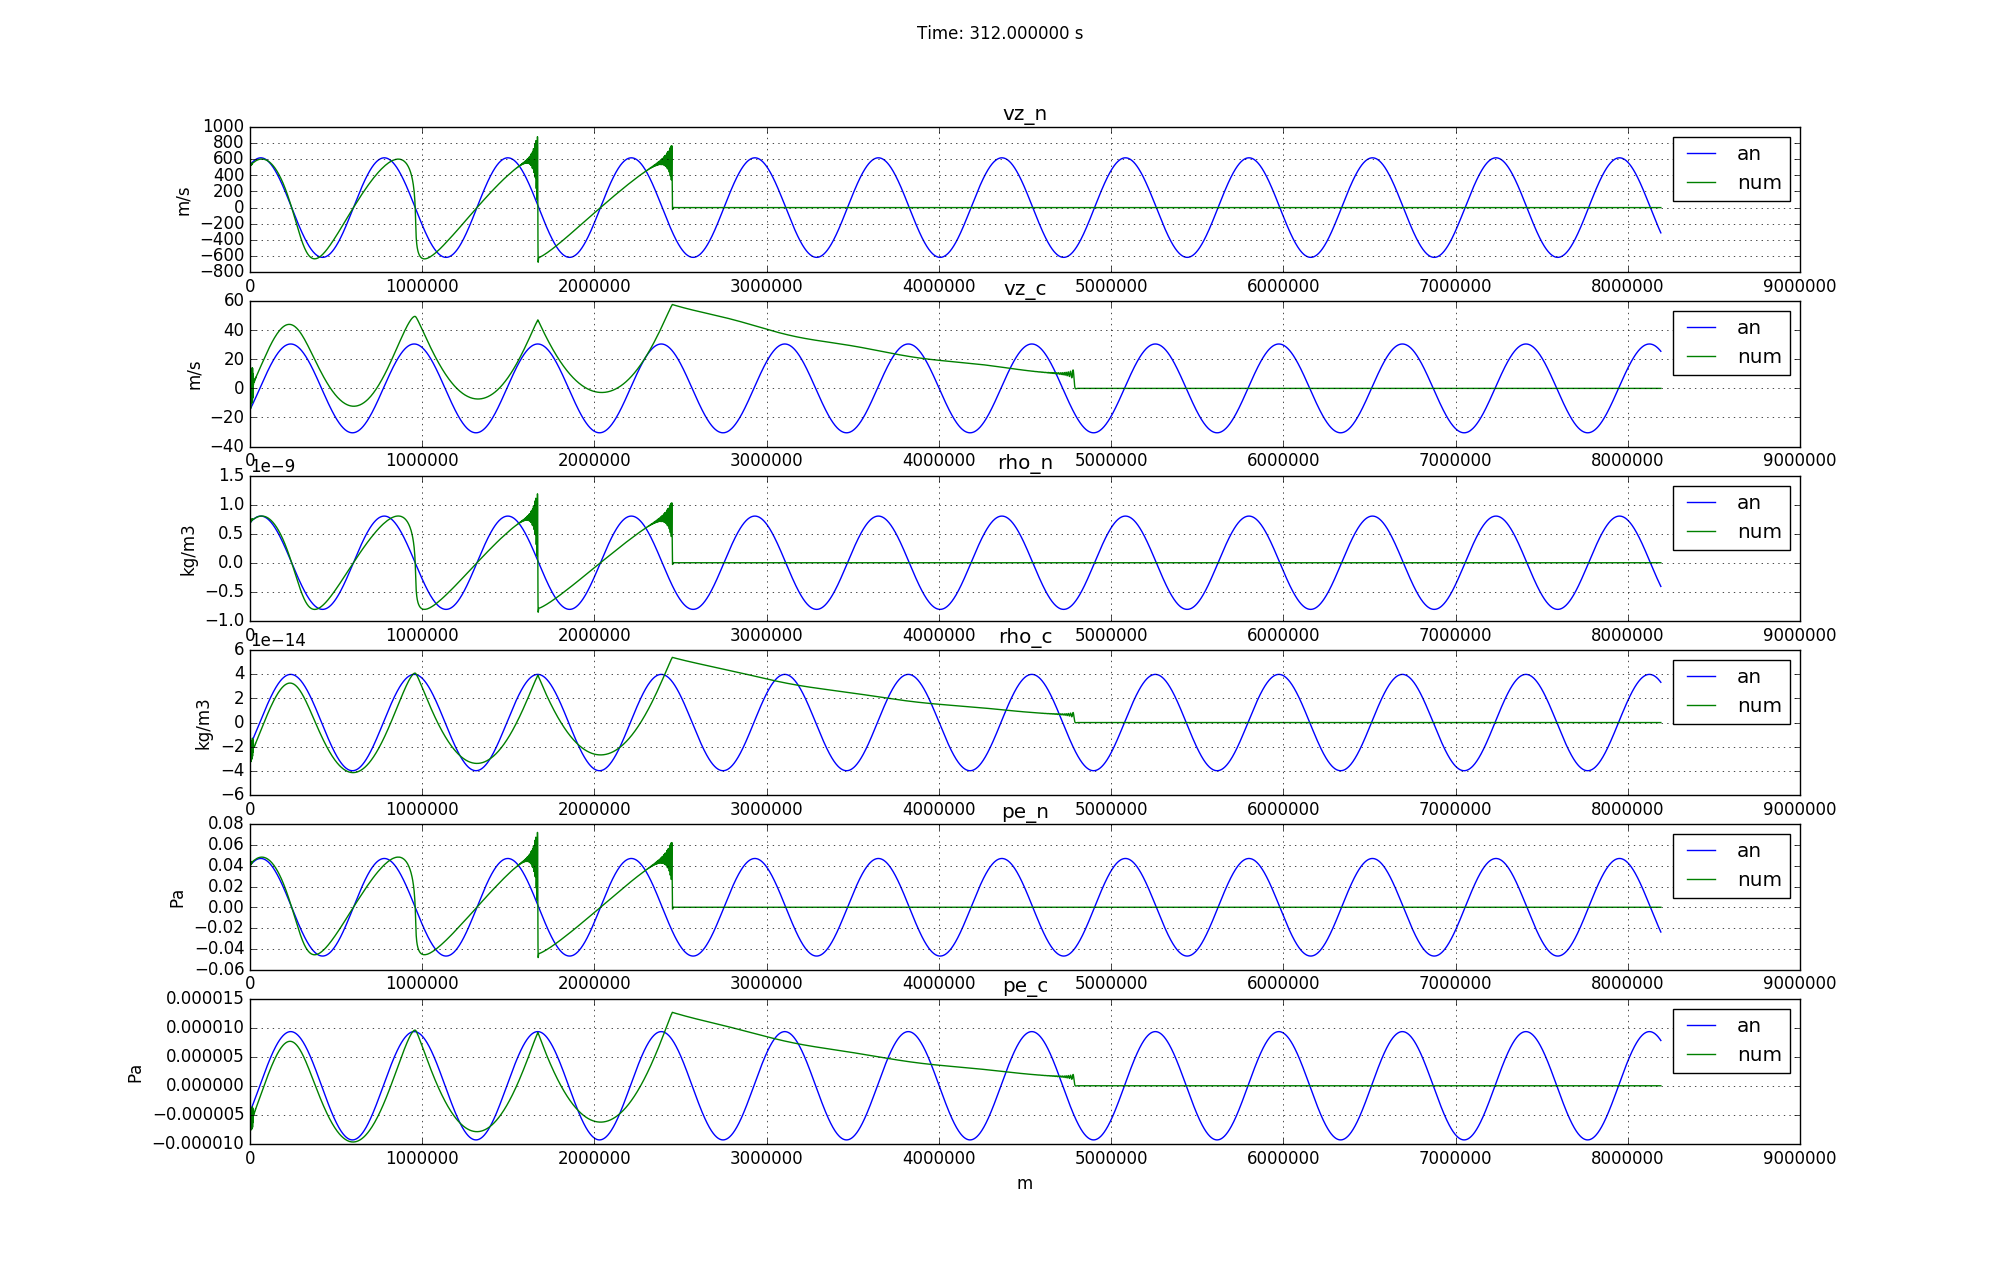 Time: 312.000000 s
vz_n
1000
800
600
400
200
0
−200
−400
−600
−800
m/s
an
num
0 1000000 2000000 3000000 4000000 5000000 6000000 7000000 8000000 9000000
vz_c
60
40
20
0
−20
−40
m/s
an
num
0 1000000 2000000 3000000 4000000 5000000 6000000 7000000 8000000 9000000
1e−9
rho_n
1.5
1.0
0.5
0.0
−0.5
−1.0
kg/m3
an
num
0 1000000 2000000 3000000 4000000 5000000 6000000 7000000 8000000 9000000
1e−14
rho_c
6
4
2
0
−2
−4
−6
kg/m3
an
num
0 1000000 2000000 3000000 4000000 5000000 6000000 7000000 8000000 9000000
pe_n
0.08
0.06
0.04
0.02
0.00
−0.02
−0.04
−0.06
Pa
an
num
0 1000000 2000000 3000000 4000000 5000000 6000000 7000000 8000000 9000000
pe_c
0.000015
0.000010
0.000005
0.000000
−0.000005
−0.000010
Pa
an
num
0 1000000 2000000 3000000 4000000 5000000 6000000 7000000 8000000 9000000
m